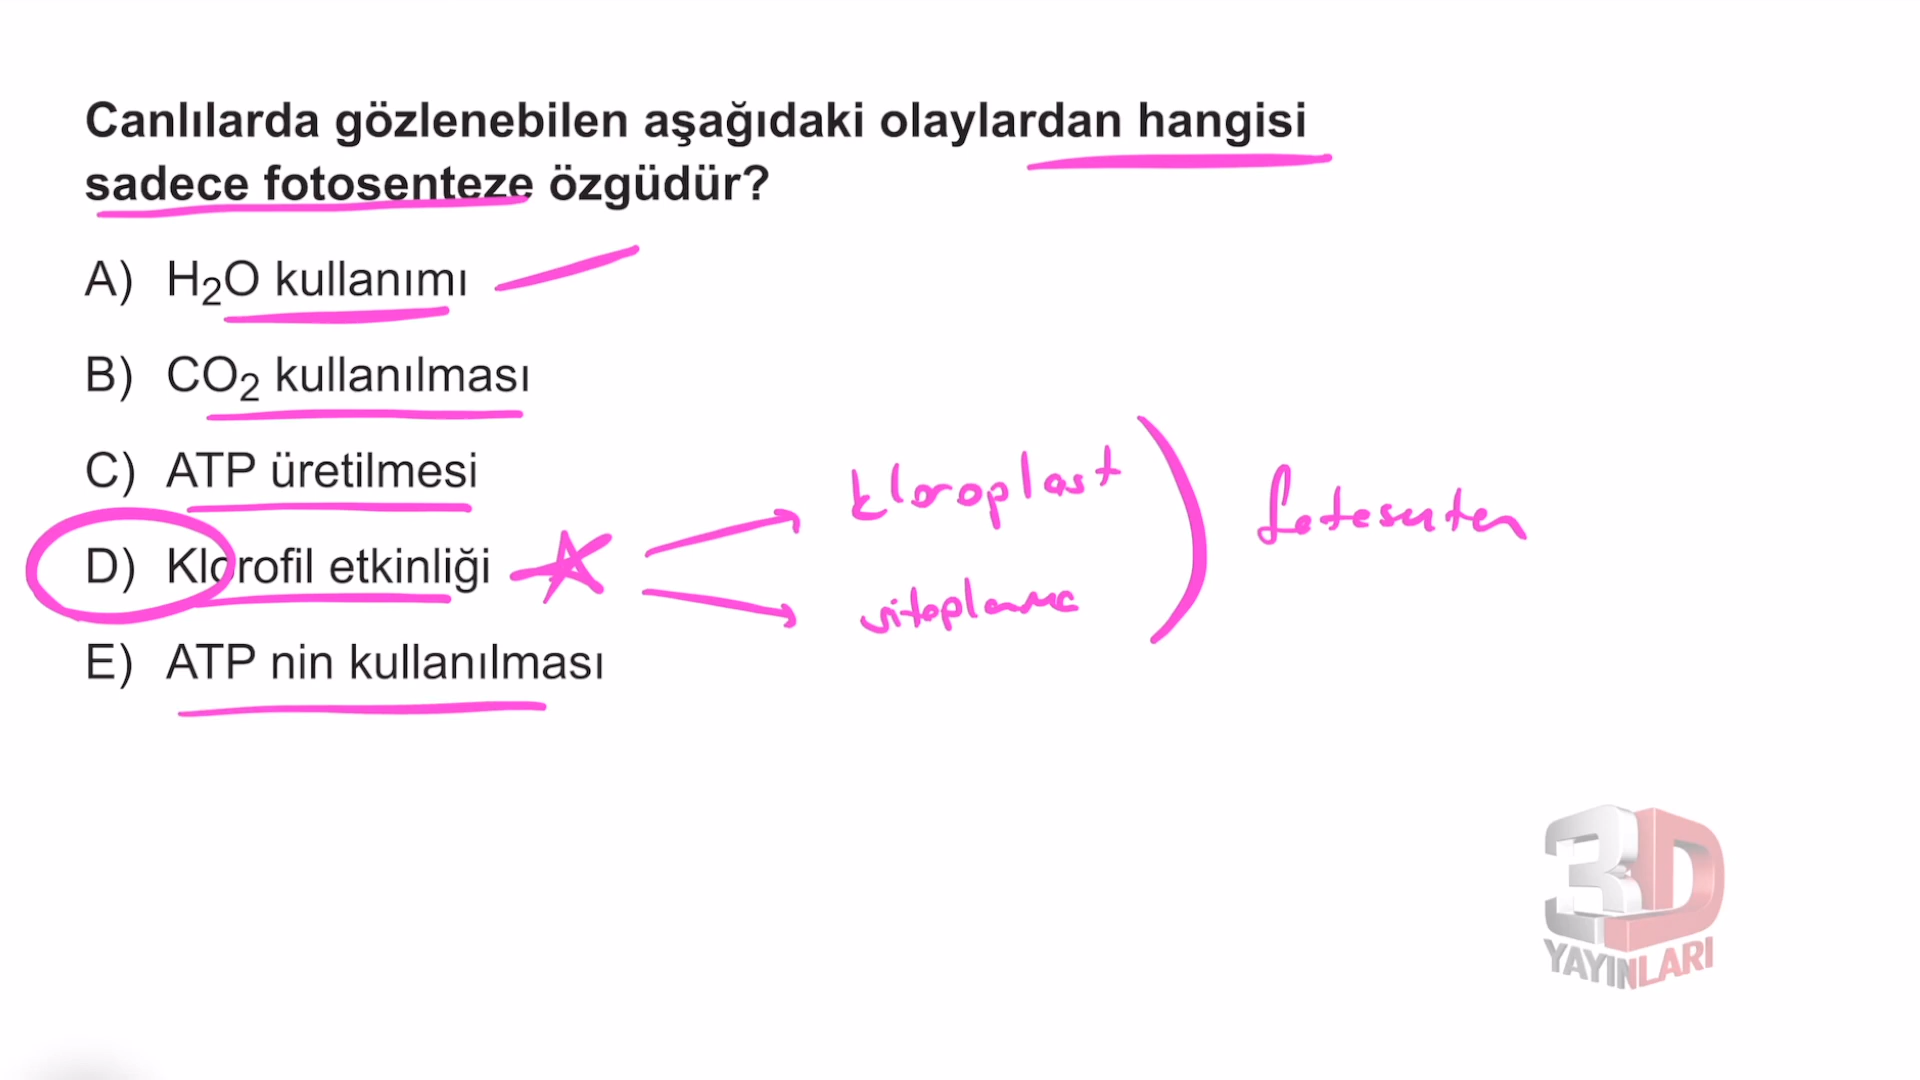 Canlılarda gözlenebilen aşağıdaki olaylardan hangisi
sadece fotosenteze özgüdür?
A) H₂O kullanımı
B) CO₂ kullanılması
C) ATP üretilmesi
D) Klorofil etkinliği
E) ATP nin kullanılması
kloroplast
sitoplazma
fotosentez
3D
YAYINLARI